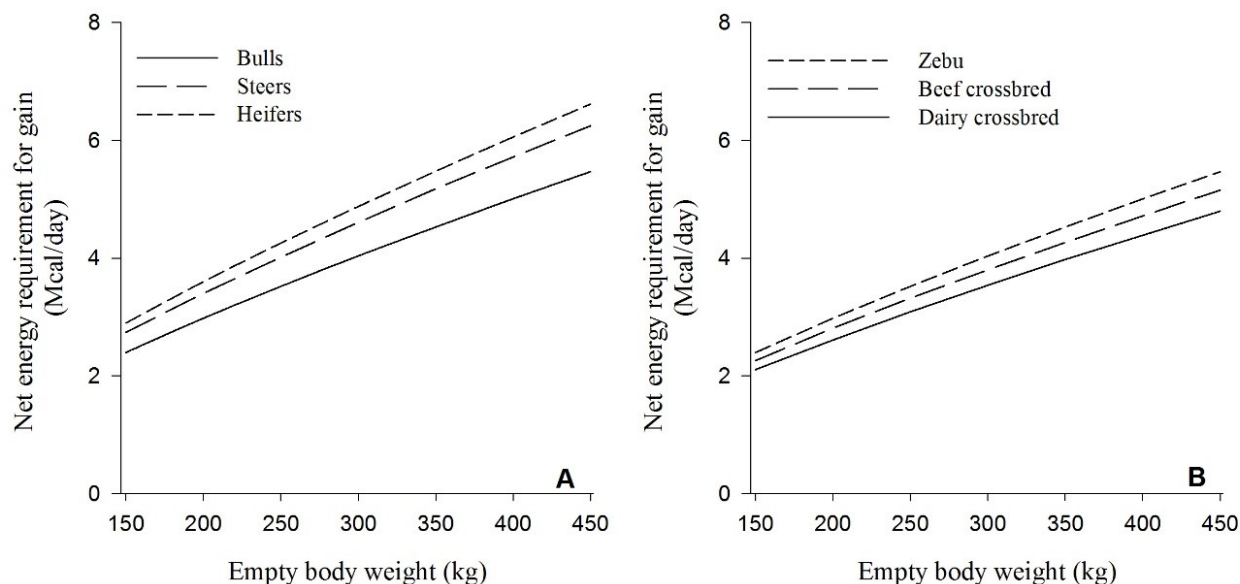 Net energy requirement for gain
(Mcal/day)
8
6
4
2
0
Bulls
Steers
Heifers
A
150 200 250 300 350 400 450
Empty body weight (kg)
Net energy requirement for gain
(Mcal/day)
8
6
4
2
0
Zebu
Beef crossbred
Dairy crossbred
B
150 200 250 300 350 400 450
Empty body weight (kg)